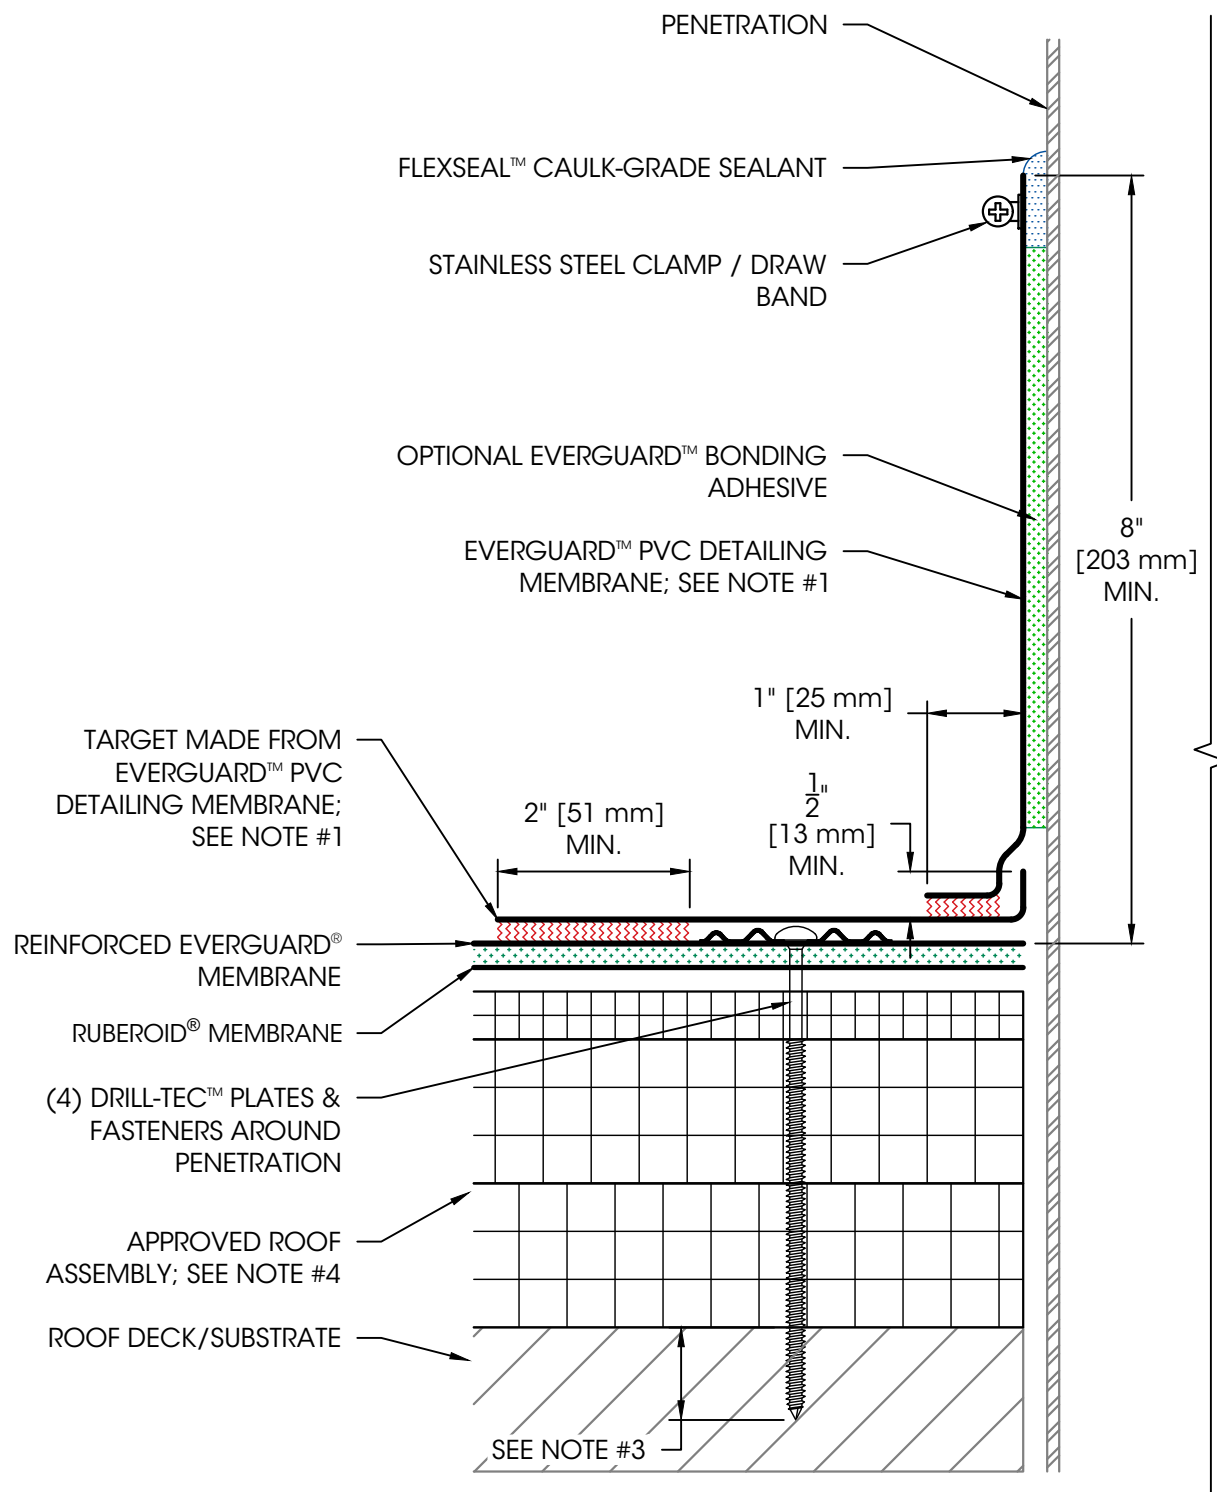 PENETRATION
FLEXSEAL™ CAULK-GRADE SEALANT
STAINLESS STEEL CLAMP / DRAW
BAND
OPTIONAL EVERGUARD™ BONDING
ADHESIVE
EVERGUARD™ PVC DETAILING
MEMBRANE; SEE NOTE #1
8"
[203 mm]
MIN.
1" [25 mm]
MIN.
1/2"
[13 mm]
MIN.
2" [51 mm]
MIN.
TARGET MADE FROM
EVERGUARD™ PVC
DETAILING MEMBRANE;
SEE NOTE #1
REINFORCED EVERGUARD®
MEMBRANE
RUBEROID® MEMBRANE
(4) DRILL-TEC™ PLATES &
FASTENERS AROUND
PENETRATION
APPROVED ROOF
ASSEMBLY; SEE NOTE #4
ROOF DECK/SUBSTRATE
SEE NOTE #3